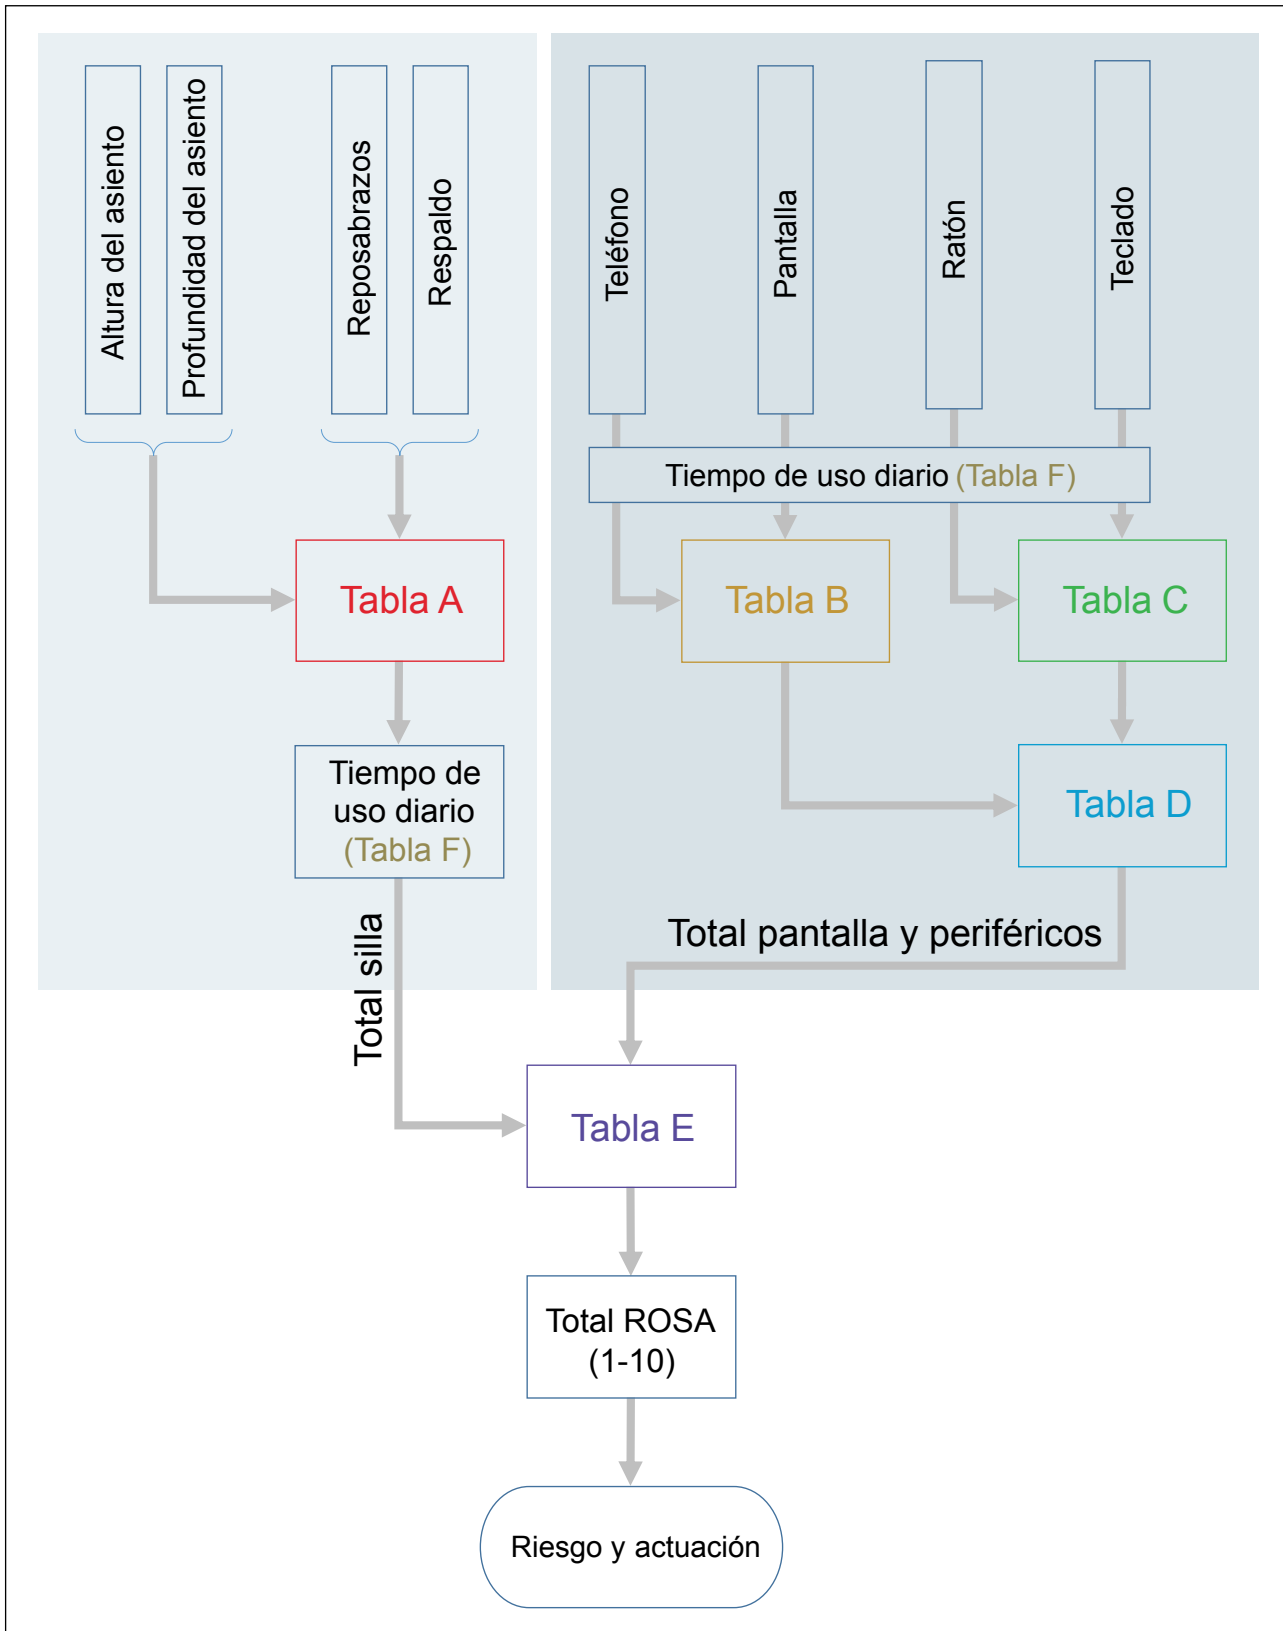 Altura del asiento
Profundidad del asiento
Reposabrazos
Respaldo
Teléfono
Pantalla
Ratón
Teclado
Tiempo de uso diario (Tabla F)
Tabla A
Tabla B
Tabla C
Tiempo de
uso diario
(Tabla F)
Tabla D
Total silla
Total pantalla y periféricos
Tabla E
Total ROSA
(1-10)
Riesgo y actuación